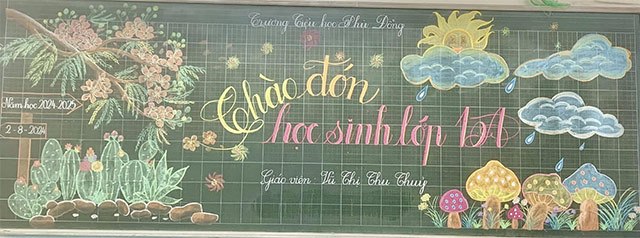 Trường Tiểu học Phù Đổng
Chào đón
học sinh lớp 1A
Giáo viên: Vũ Thị Thu Thuỷ
Năm học 2024-2025
2-8-2024